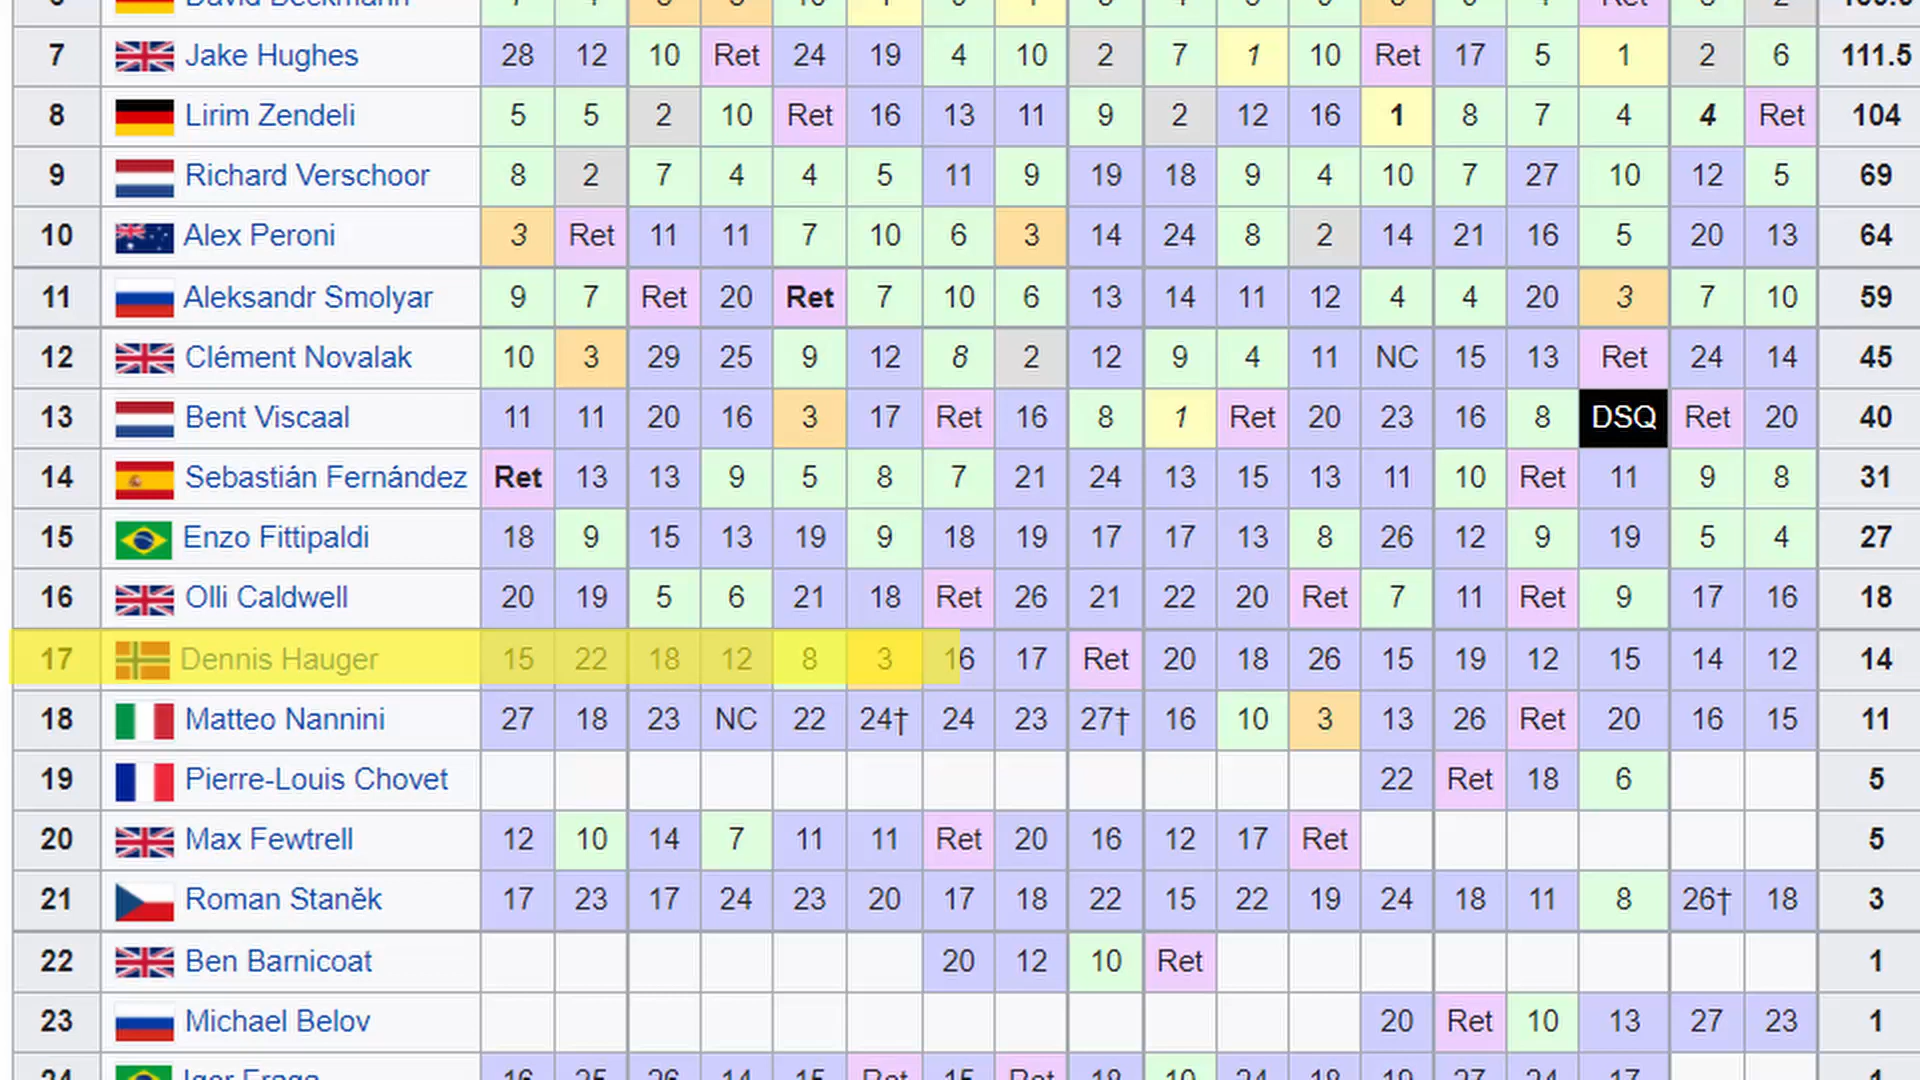 7 Jake Hughes 28 12 10 Ret 24 19 4 10 2 7 1 10 Ret 17 5 1 2 6 111.5
8 Lirim Zendeli 5 5 2 10 Ret 16 13 11 9 2 12 16 1 8 7 4 4 Ret 104
9 Richard Verschoor 8 2 7 4 4 5 11 9 19 18 9 4 10 7 27 10 12 5 69
10 Alex Peroni 3 Ret 11 11 7 10 6 3 14 24 8 2 14 21 16 5 20 13 64
11 Aleksandr Smolyar 9 7 Ret 20 Ret 7 10 6 13 14 11 12 4 4 20 3 7 10 59
12 Clément Novalak 10 3 29 25 9 12 8 2 12 9 4 11 NC 15 13 Ret 24 14 45
13 Bent Viscaal 11 11 20 16 3 17 Ret 16 8 1 Ret 20 23 16 8 DSQ Ret 20 40
14 Sebastián Fernández Ret 13 13 9 5 8 7 21 24 13 15 13 11 10 Ret 11 9 8 31
15 Enzo Fittipaldi 18 9 15 13 19 9 18 19 17 17 13 8 26 12 9 19 5 4 27
16 Olli Caldwell 20 19 5 6 21 18 Ret 26 21 22 20 Ret 7 11 Ret 9 17 16 18
17 Dennis Hauger 15 22 18 12 8 3 16 17 Ret 20 18 26 15 19 12 15 14 12 14
18 Matteo Nannini 27 18 23 NC 22 24† 24 23 27† 16 10 3 13 26 Ret 20 16 15 11
19 Pierre-Louis Chovet 22 Ret 18 6 5
20 Max Fewtrell 12 10 14 7 11 11 Ret 20 16 12 17 Ret 5
21 Roman Staněk 17 23 17 24 23 20 17 18 22 15 22 19 24 18 11 8 26† 18 3
22 Ben Barnicoat 20 12 10 Ret 1
23 Michael Belov 20 Ret 10 13 27 23 1